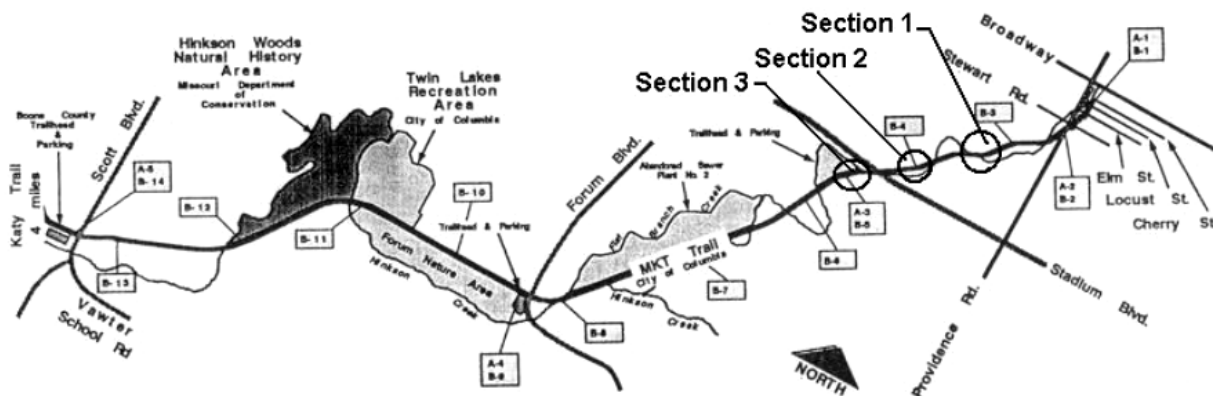 Hinkson Woods
Natural History
Area
Missouri Department
of
Conservation
Twin Lakes
Recreation
Area
City of Columbia
Boone County
Trailhead
&
Parking
Scott Blvd.
A-5
B-14
Katy Trail
4 miles
B-12
B-13
Vawter
School Rd
B-11
B-10
Trailhead & Parking
Forum Nature Area
Hinkson
Creek
A-4
B-9
B-8
Forum Blvd.
Abandoned Sewer
Plant No. 2
Flat Branch Creek
MKT Trail
City of Columbia
B-7
Hinkson
Creek
Trailhead & Parking
B-6
A-3
B-5
Section 3
Section 2
Section 1
B-4
B-3
Stewart Rd.
Broadway
A-1
B-1
A-2
B-2
Elm St.
Locust St.
Cherry St.
Stadium Blvd.
Providence Rd.
NORTH